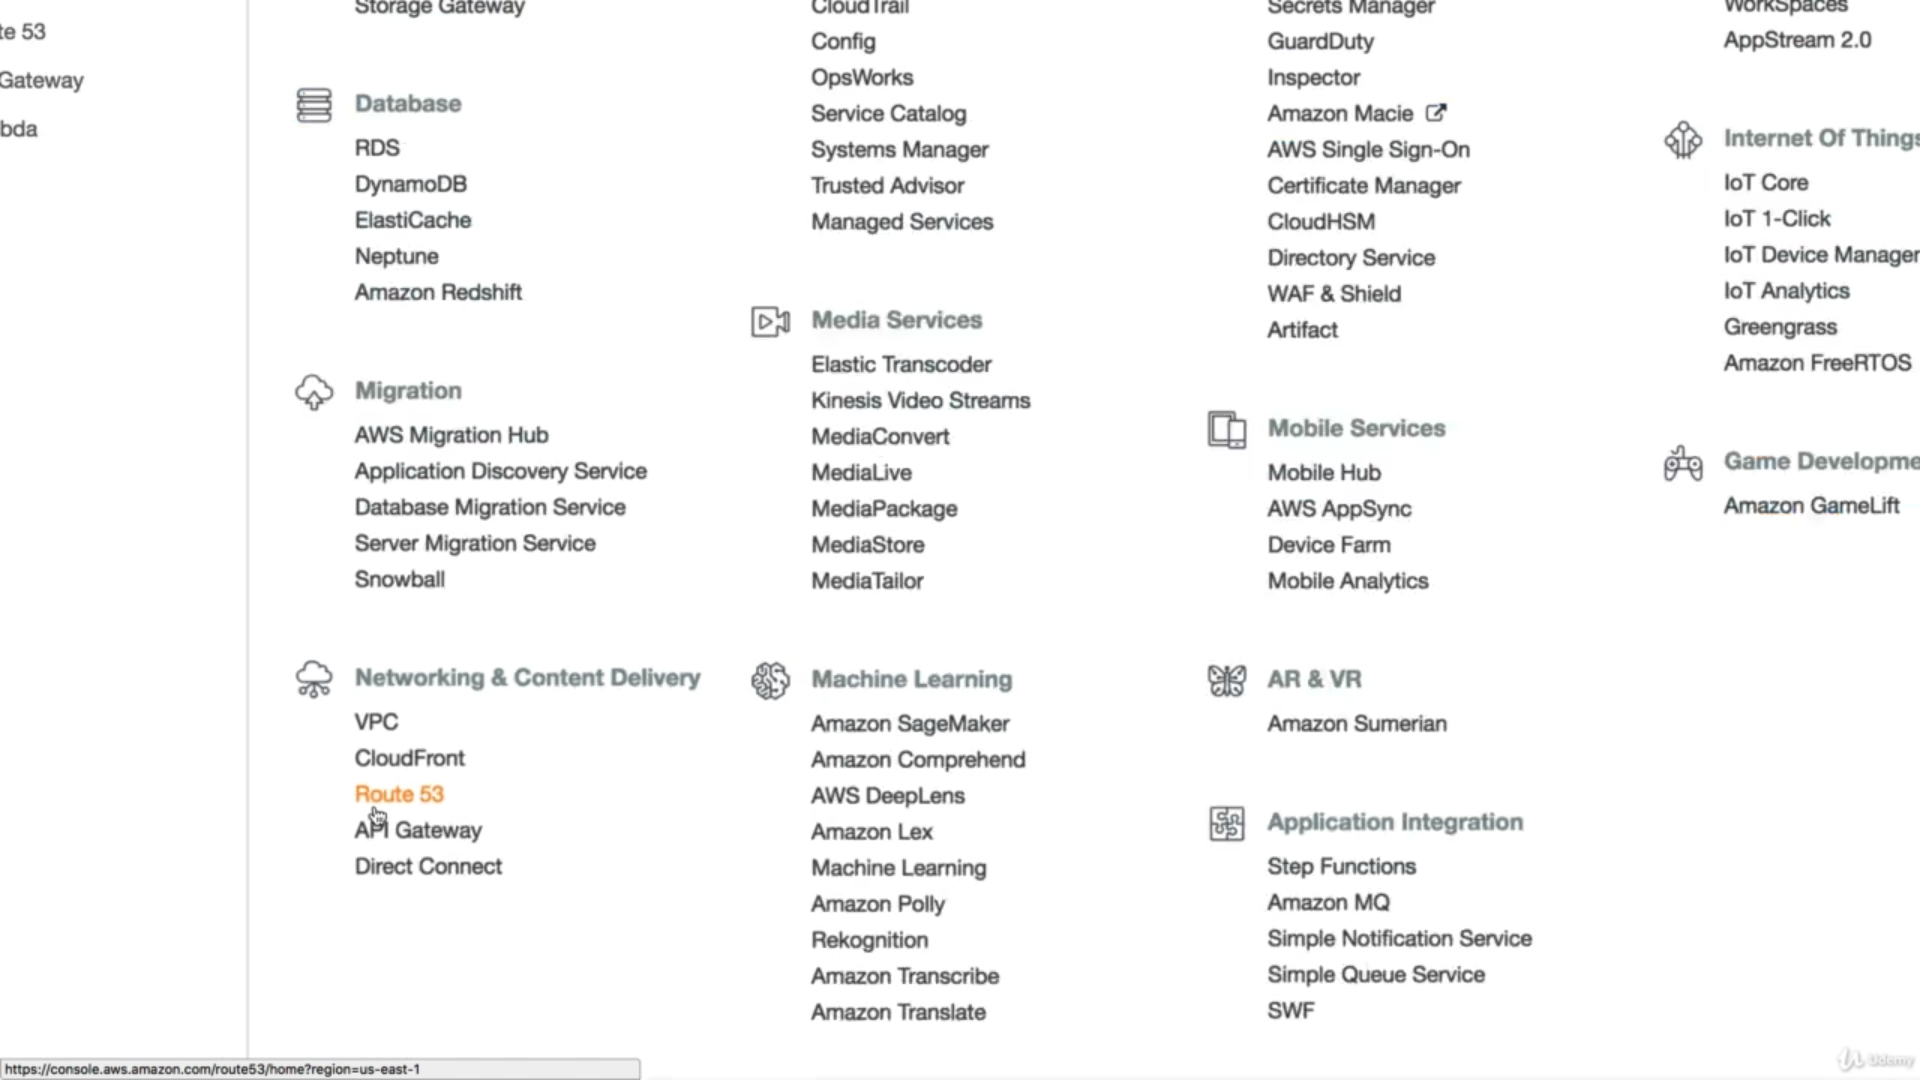 te 53
Gateway
bda
Storage Gateway
Database
RDS
DynamoDB
ElastiCache
Neptune
Amazon Redshift
Migration
AWS Migration Hub
Application Discovery Service
Database Migration Service
Server Migration Service
Snowball
Networking & Content Delivery
VPC
CloudFront
Route 53
API Gateway
Direct Connect
CloudTrail
Config
OpsWorks
Service Catalog
Systems Manager
Trusted Advisor
Managed Services
Media Services
Elastic Transcoder
Kinesis Video Streams
MediaConvert
MediaLive
MediaPackage
MediaStore
MediaTailor
Machine Learning
Amazon SageMaker
Amazon Comprehend
AWS DeepLens
Amazon Lex
Machine Learning
Amazon Polly
Rekognition
Amazon Transcribe
Amazon Translate
Secrets Manager
GuardDuty
Inspector
Amazon Macie
AWS Single Sign-On
Certificate Manager
CloudHSM
Directory Service
WAF & Shield
Artifact
Mobile Services
Mobile Hub
AWS AppSync
Device Farm
Mobile Analytics
AR & VR
Amazon Sumerian
Application Integration
Step Functions
Amazon MQ
Simple Notification Service
Simple Queue Service
SWF
WorkSpaces
AppStream 2.0
Internet Of Things
IoT Core
IoT 1-Click
IoT Device Manager
IoT Analytics
Greengrass
Amazon FreeRTOS
Game Developme
Amazon GameLift
https://console.aws.amazon.com/route53/home?region=us-east-1
Udemy